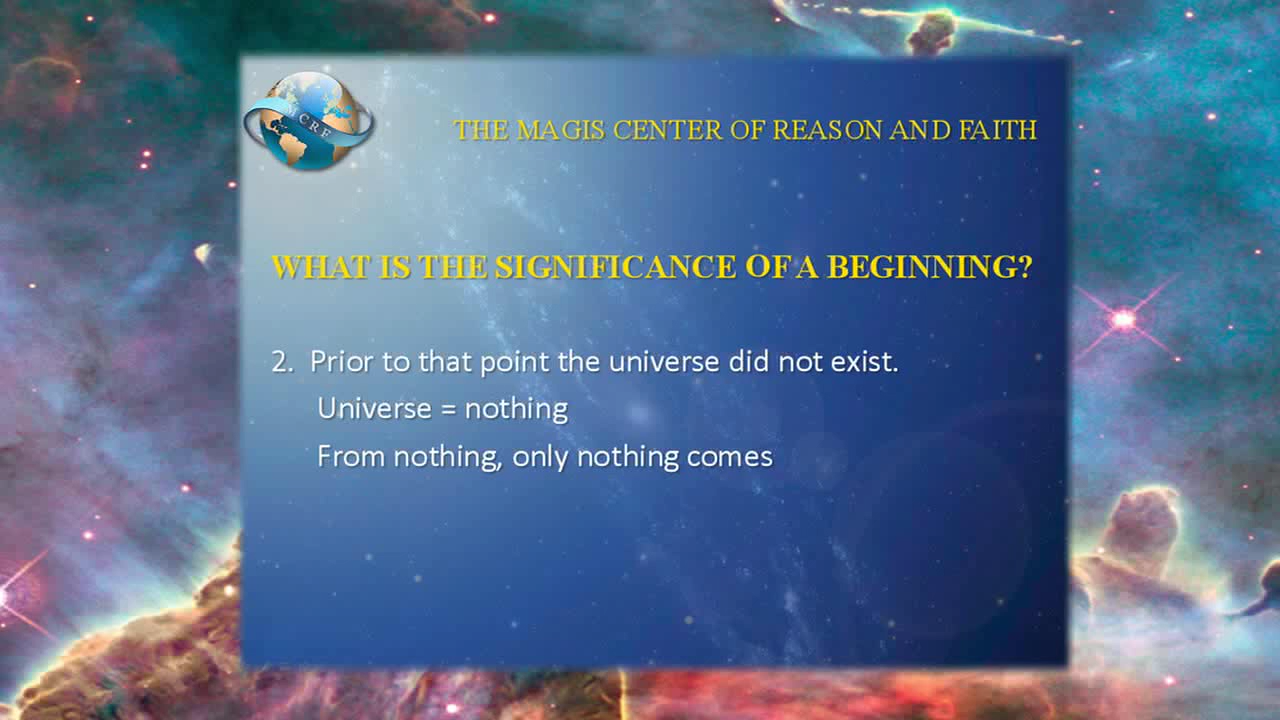 MCRF
THE MAGIS CENTER OF REASON AND FAITH
WHAT IS THE SIGNIFICANCE OF A BEGINNING?
2. Prior to that point the universe did not exist.
Universe = nothing
From nothing, only nothing comes